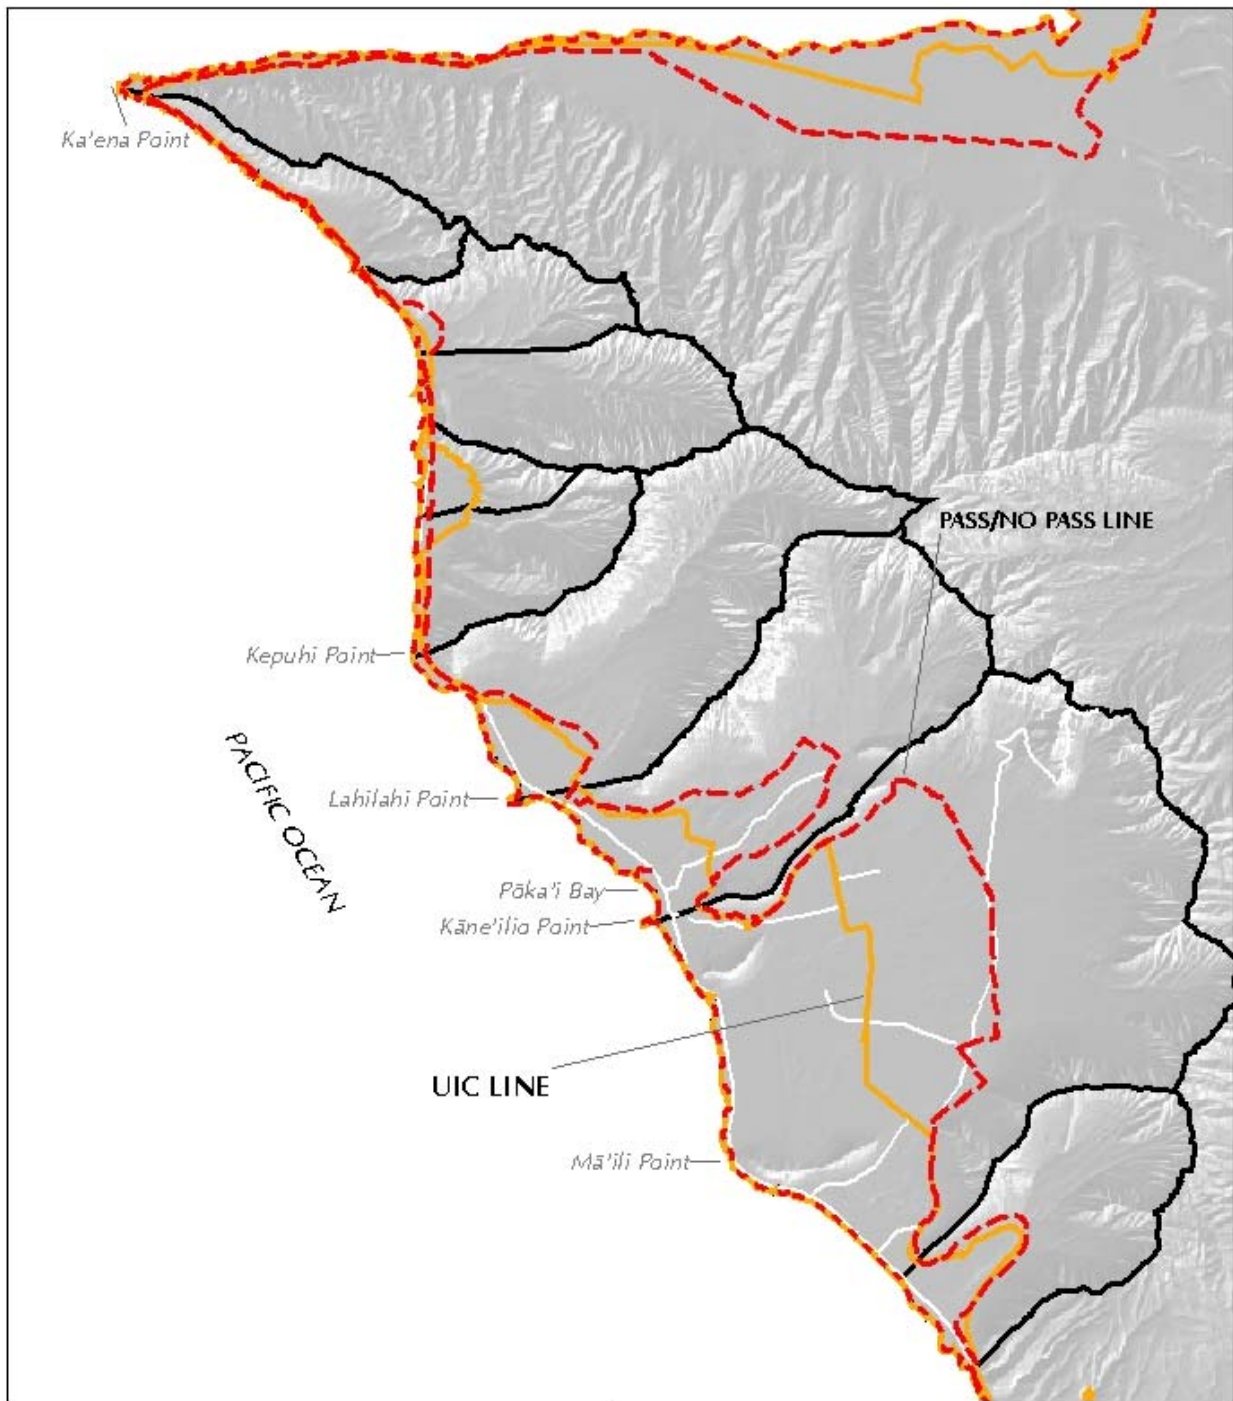 Ka'ena Point
PASS/NO PASS LINE
Kepuhi Point
PACIFIC OCEAN
Lahilahi Point
Pōka'i Bay
Kāne'ilio Point
UIC LINE
Mā'ili Point